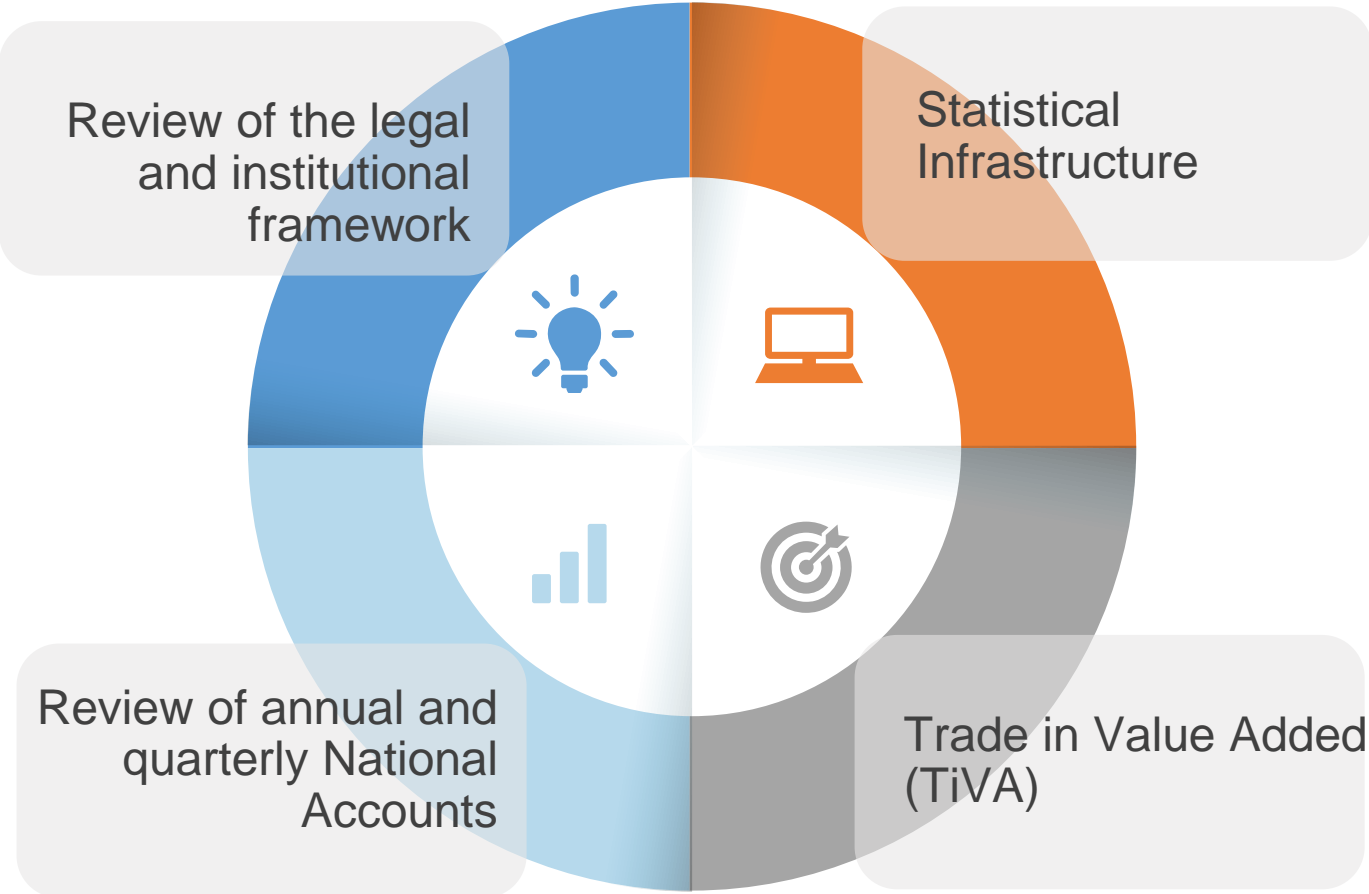 Review of the legal
and institutional
framework
Statistical
Infrastructure
Review of annual and
quarterly National
Accounts
Trade in Value Added
(TiVA)